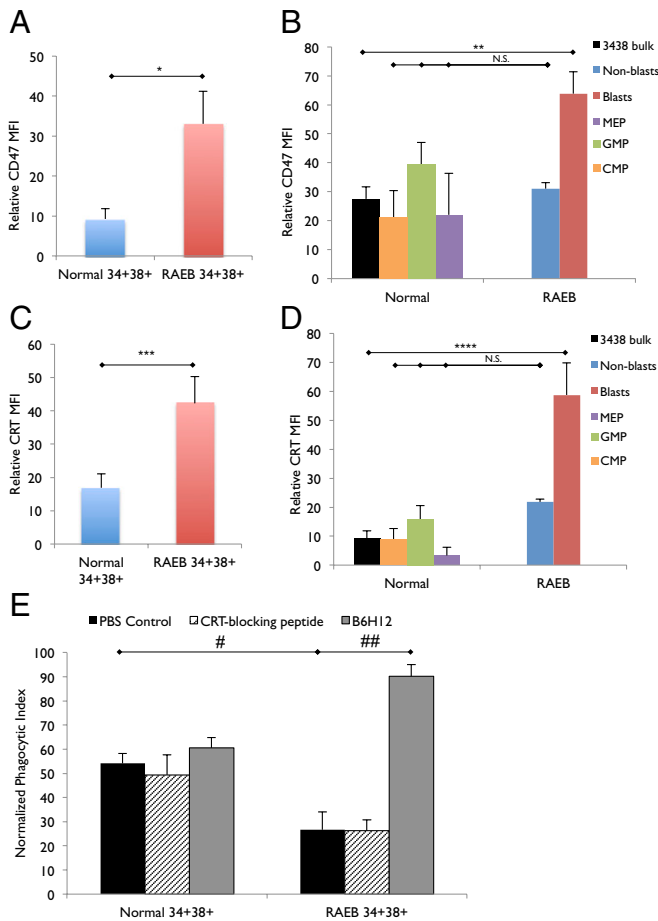 A
50
40
30
20
10
0
Relative CD47 MFI
*
Normal 34+38+
RAEB 34+38+
B
80
70
60
50
40
30
20
10
0
Relative CD47 MFI
**
N.S.
Normal
RAEB
3438 bulk
Non-blasts
Blasts
MEP
GMP
CMP
C
60
50
40
30
20
10
0
Relative CRT MFI
***
Normal
34+38+
RAEB 34+38+
D
80
70
60
50
40
30
20
10
0
Relative CRT MFI
****
N.S.
Normal
RAEB
3438 bulk
Non-blasts
Blasts
MEP
GMP
CMP
E
PBS Control
CRT-blocking peptide
B6H12
#
##
100
90
80
70
60
50
40
30
20
10
0
Normalized Phagocytic Index
Normal 34+38+
RAEB 34+38+